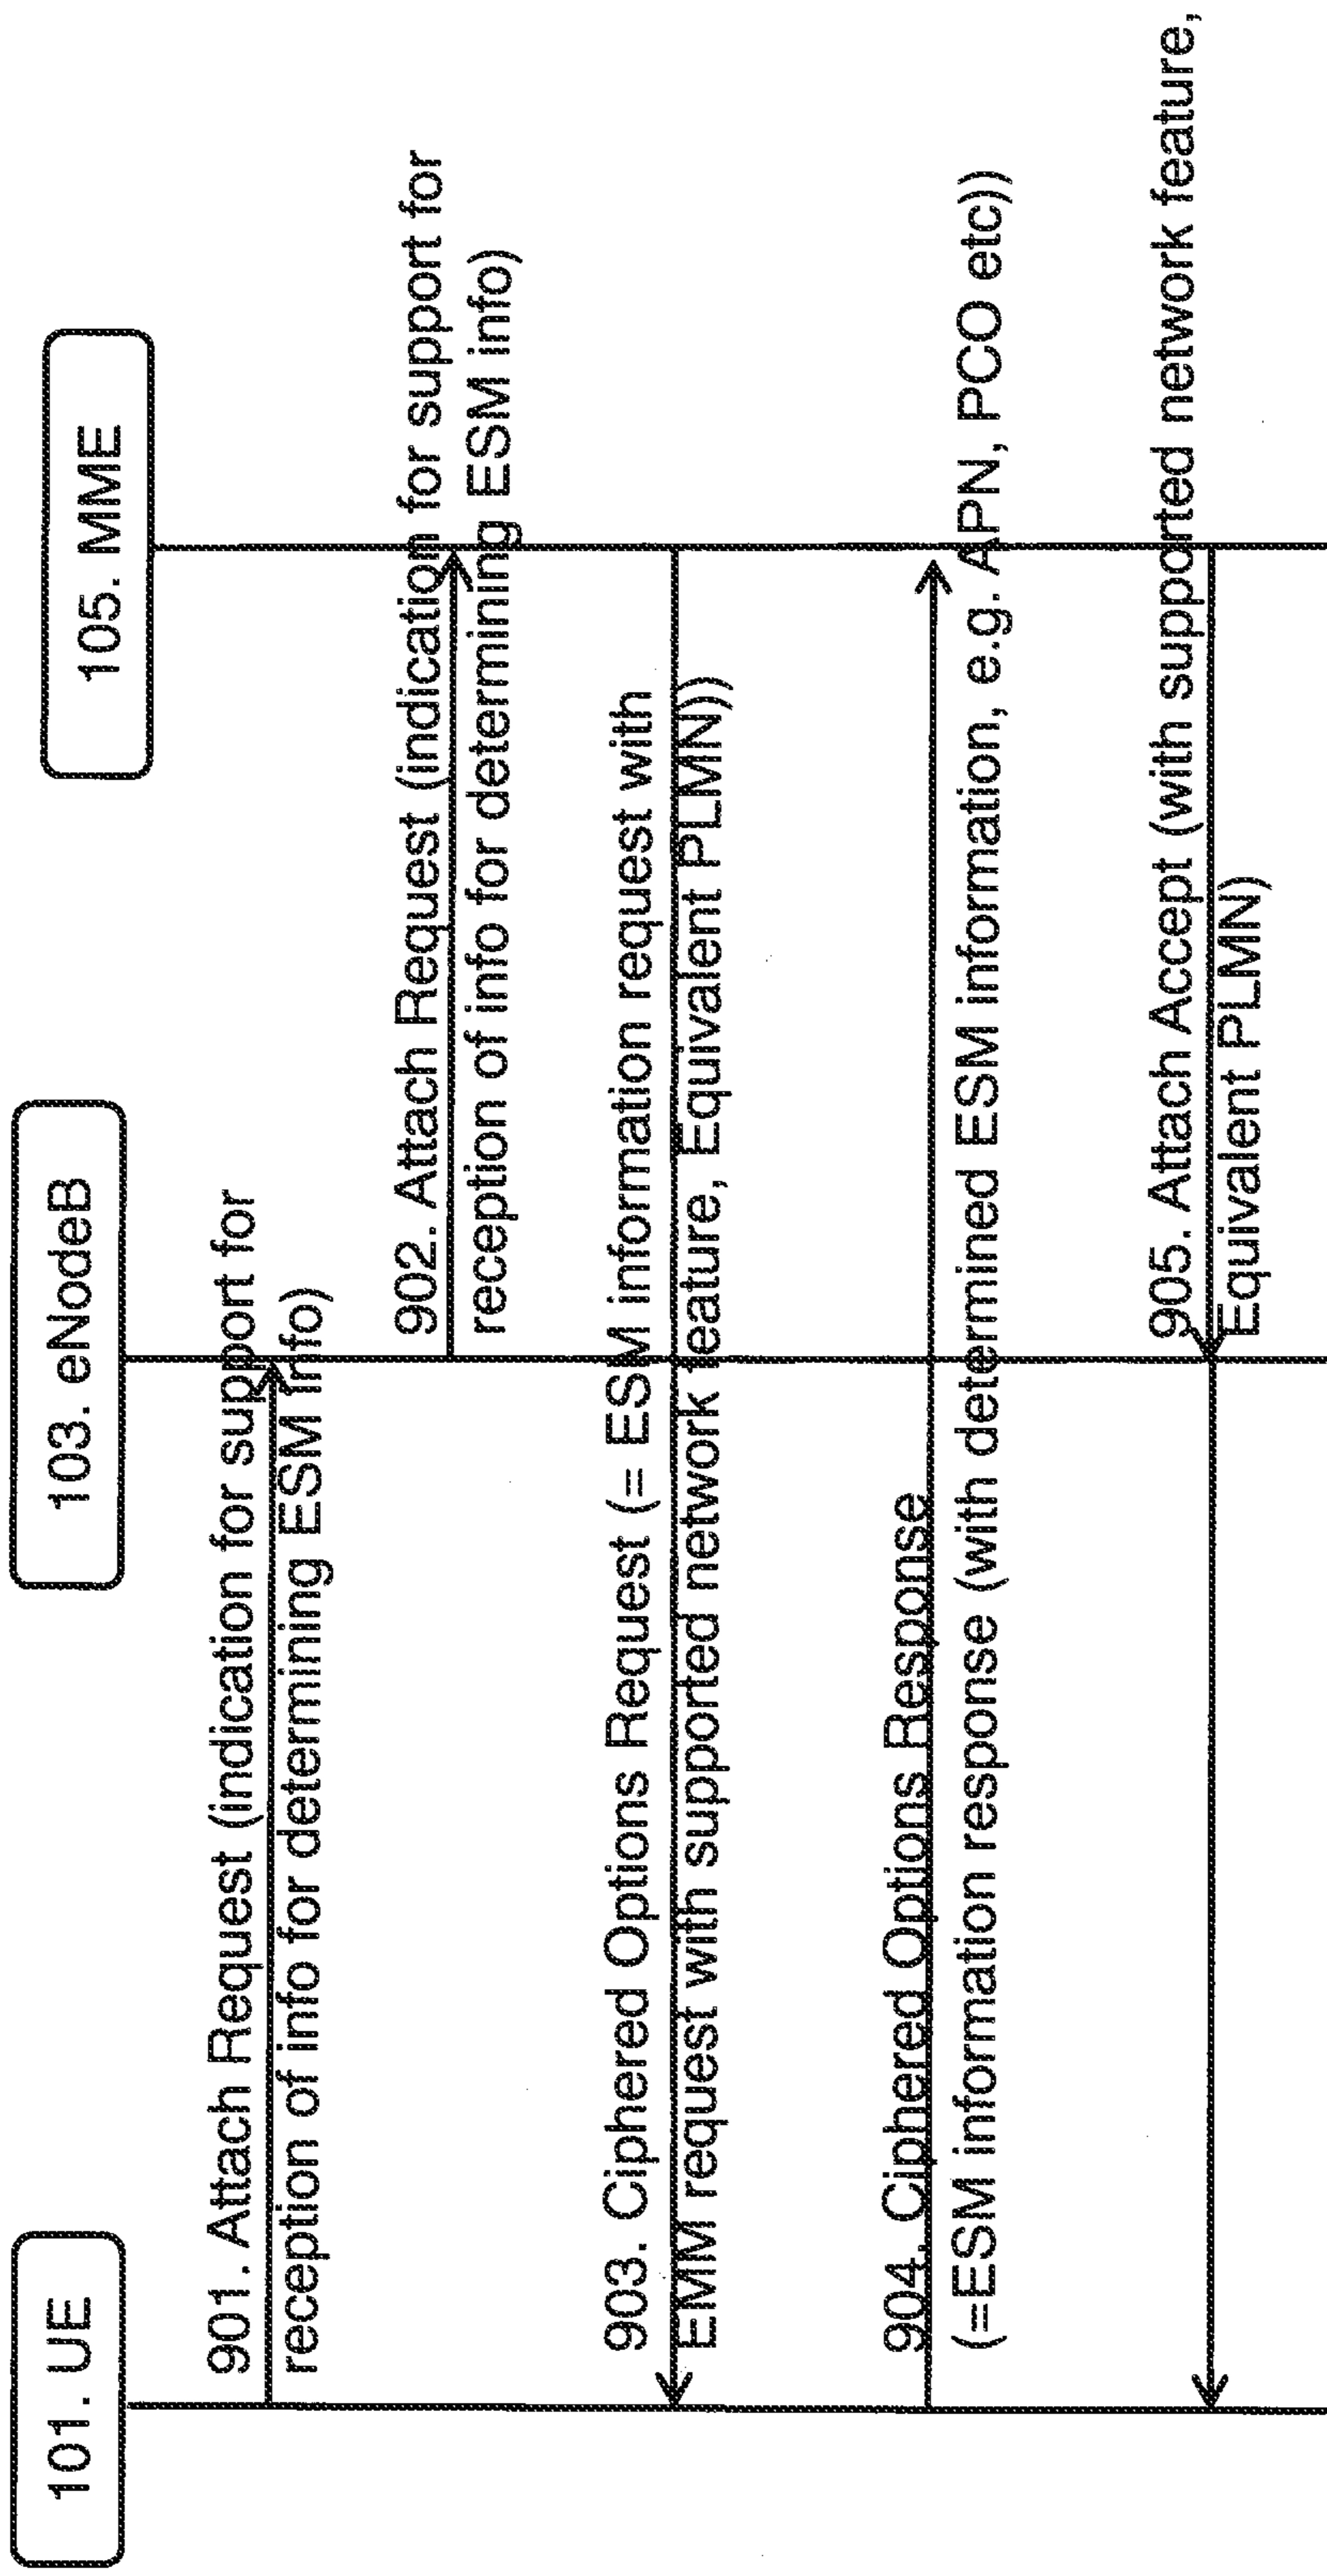 101. UE
103. eNodeB
105. MME
901. Attach Request (indication for support for
reception of info for determining ESM info)
902. Attach Request (indication for support for
reception of info for determining ESM info)
903. Ciphered Options Request (= ESM information request with
EMM request with supported network feature, Equivalent PLMN))
904. Ciphered Options Response
(=ESM information response (with determined ESM information, e.g. APN, PCO etc))
905. Attach Accept (with supported network feature,
Equivalent PLMN)